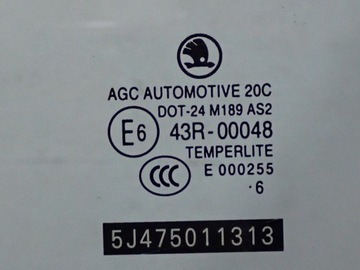 AGC AUTOMOTIVE 20C
DOT-24 M189 AS2
E6 43R-00048
TEMPERLITE
CCC E 000255
·6
5J475011313